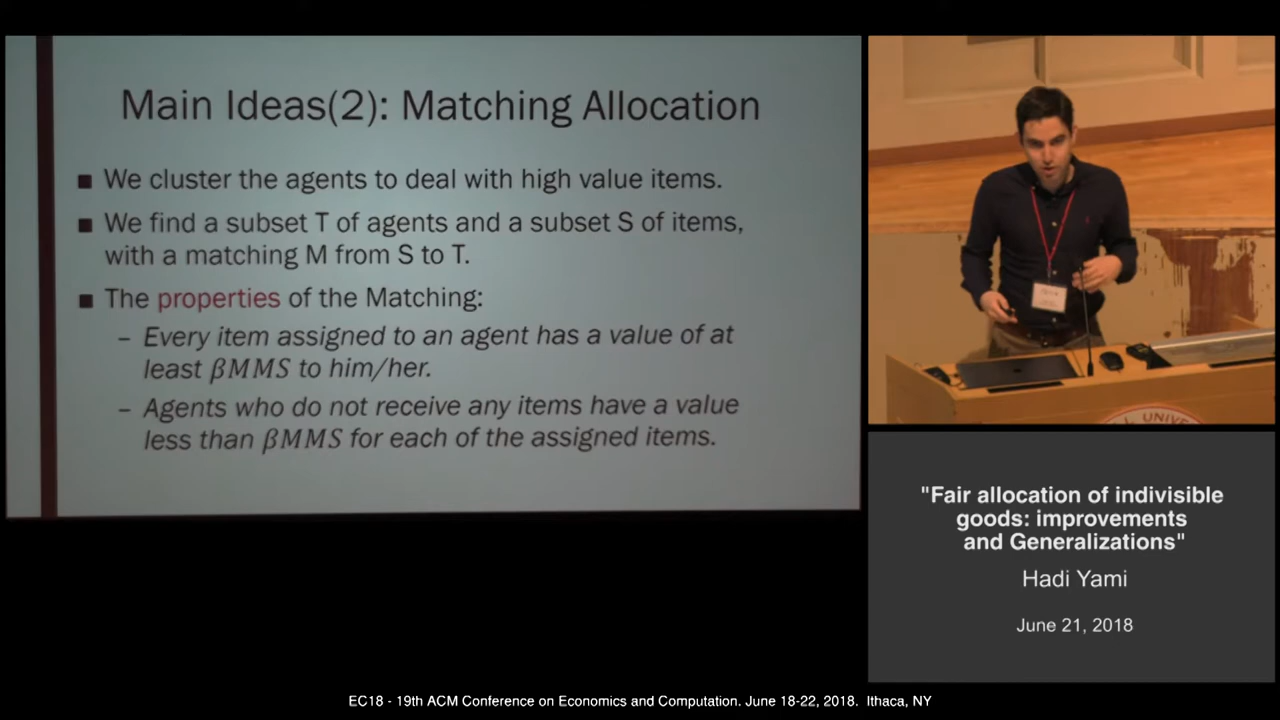 Main Ideas(2): Matching Allocation
■ We cluster the agents to deal with high value items.
■ We find a subset T of agents and a subset S of items,
with a matching M from S to T.
■ The properties of the Matching:
– Every item assigned to an agent has a value of at
least βMMS to him/her.
– Agents who do not receive any items have a value
less than βMMS for each of the assigned items.
UNIVE
"Fair allocation of indivisible
goods: improvements
and Generalizations"
Hadi Yami
June 21, 2018
EC18 - 19th ACM Conference on Economics and Computation. June 18-22, 2018. Ithaca, NY